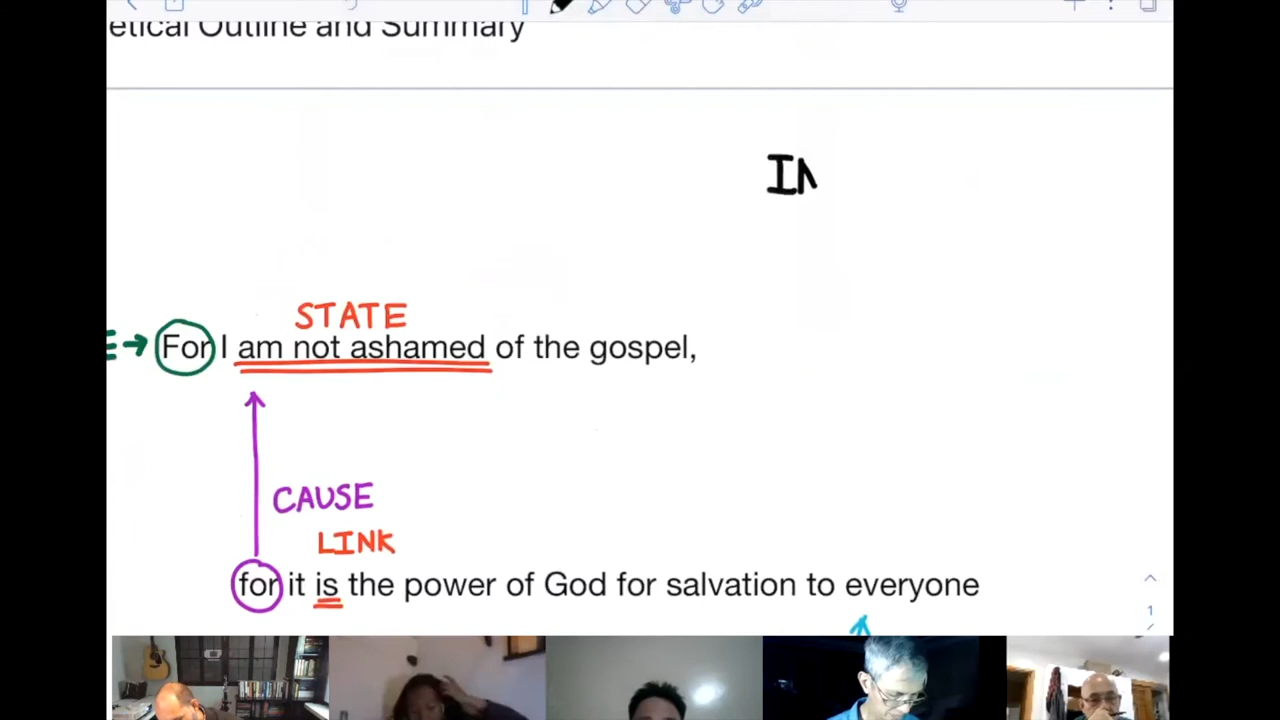 etical Outline and Summary
IN
STATE
E → For I am not ashamed of the gospel,
CAUSE
LINK
for it is the power of God for salvation to everyone
1